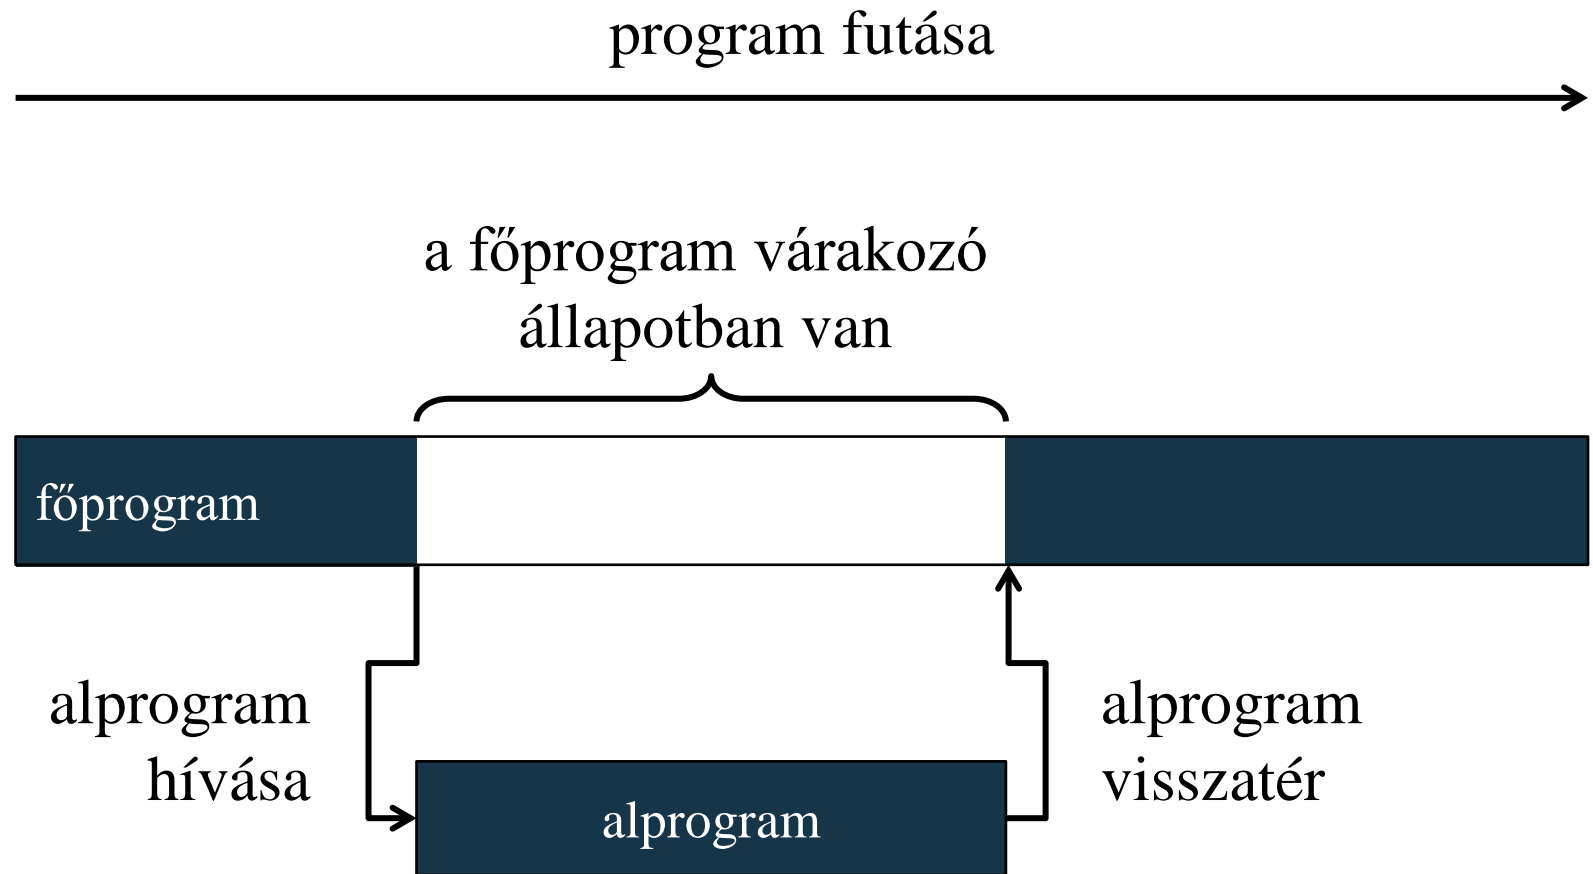 program futása
a főprogram várakozó
állapotban van
főprogram
alprogram
hívása
alprogram
alprogram
visszatér